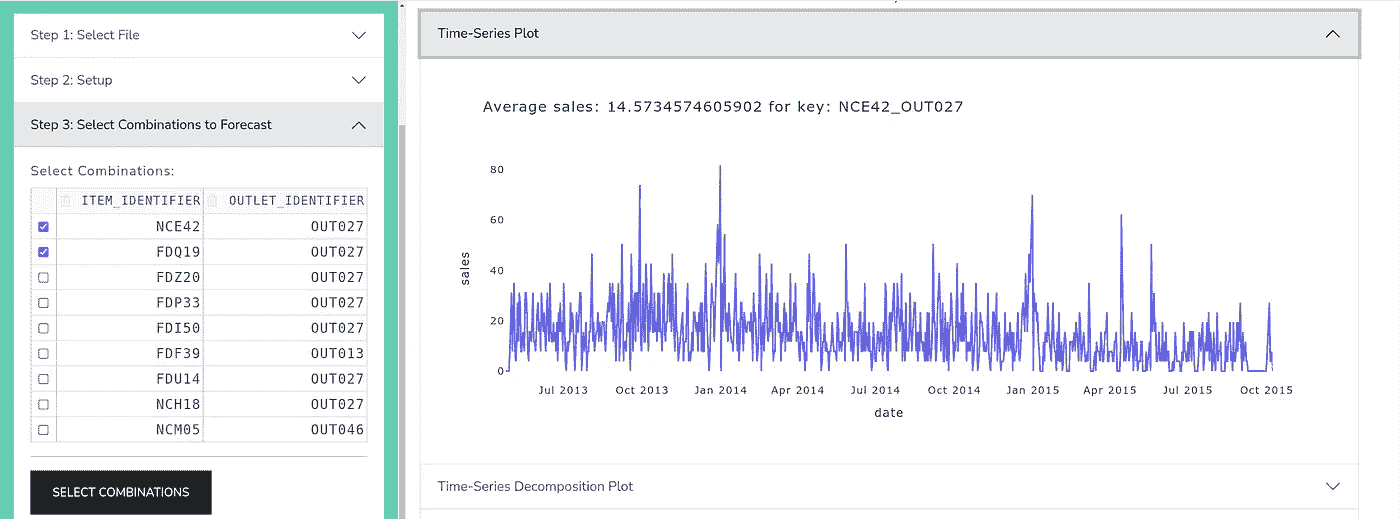 Step 1: Select File
Step 2: Setup
Step 3: Select Combinations to Forecast
Select Combinations:
ITEM_IDENTIFIER OUTLET_IDENTIFIER
NCE42 OUT027
FDQ19 OUT027
FDZ20 OUT027
FDP33 OUT027
FDI50 OUT027
FDF39 OUT013
FDU14 OUT027
NCH18 OUT027
NCM05 OUT046
SELECT COMBINATIONS
Time-Series Plot
Average sales: 14.5734574605902 for key: NCE42_OUT027
80
60
40
20
0
sales
Jul 2013 Oct 2013 Jan 2014 Apr 2014 Jul 2014 Oct 2014 Jan 2015 Apr 2015 Jul 2015 Oct 2015
date
Time-Series Decomposition Plot